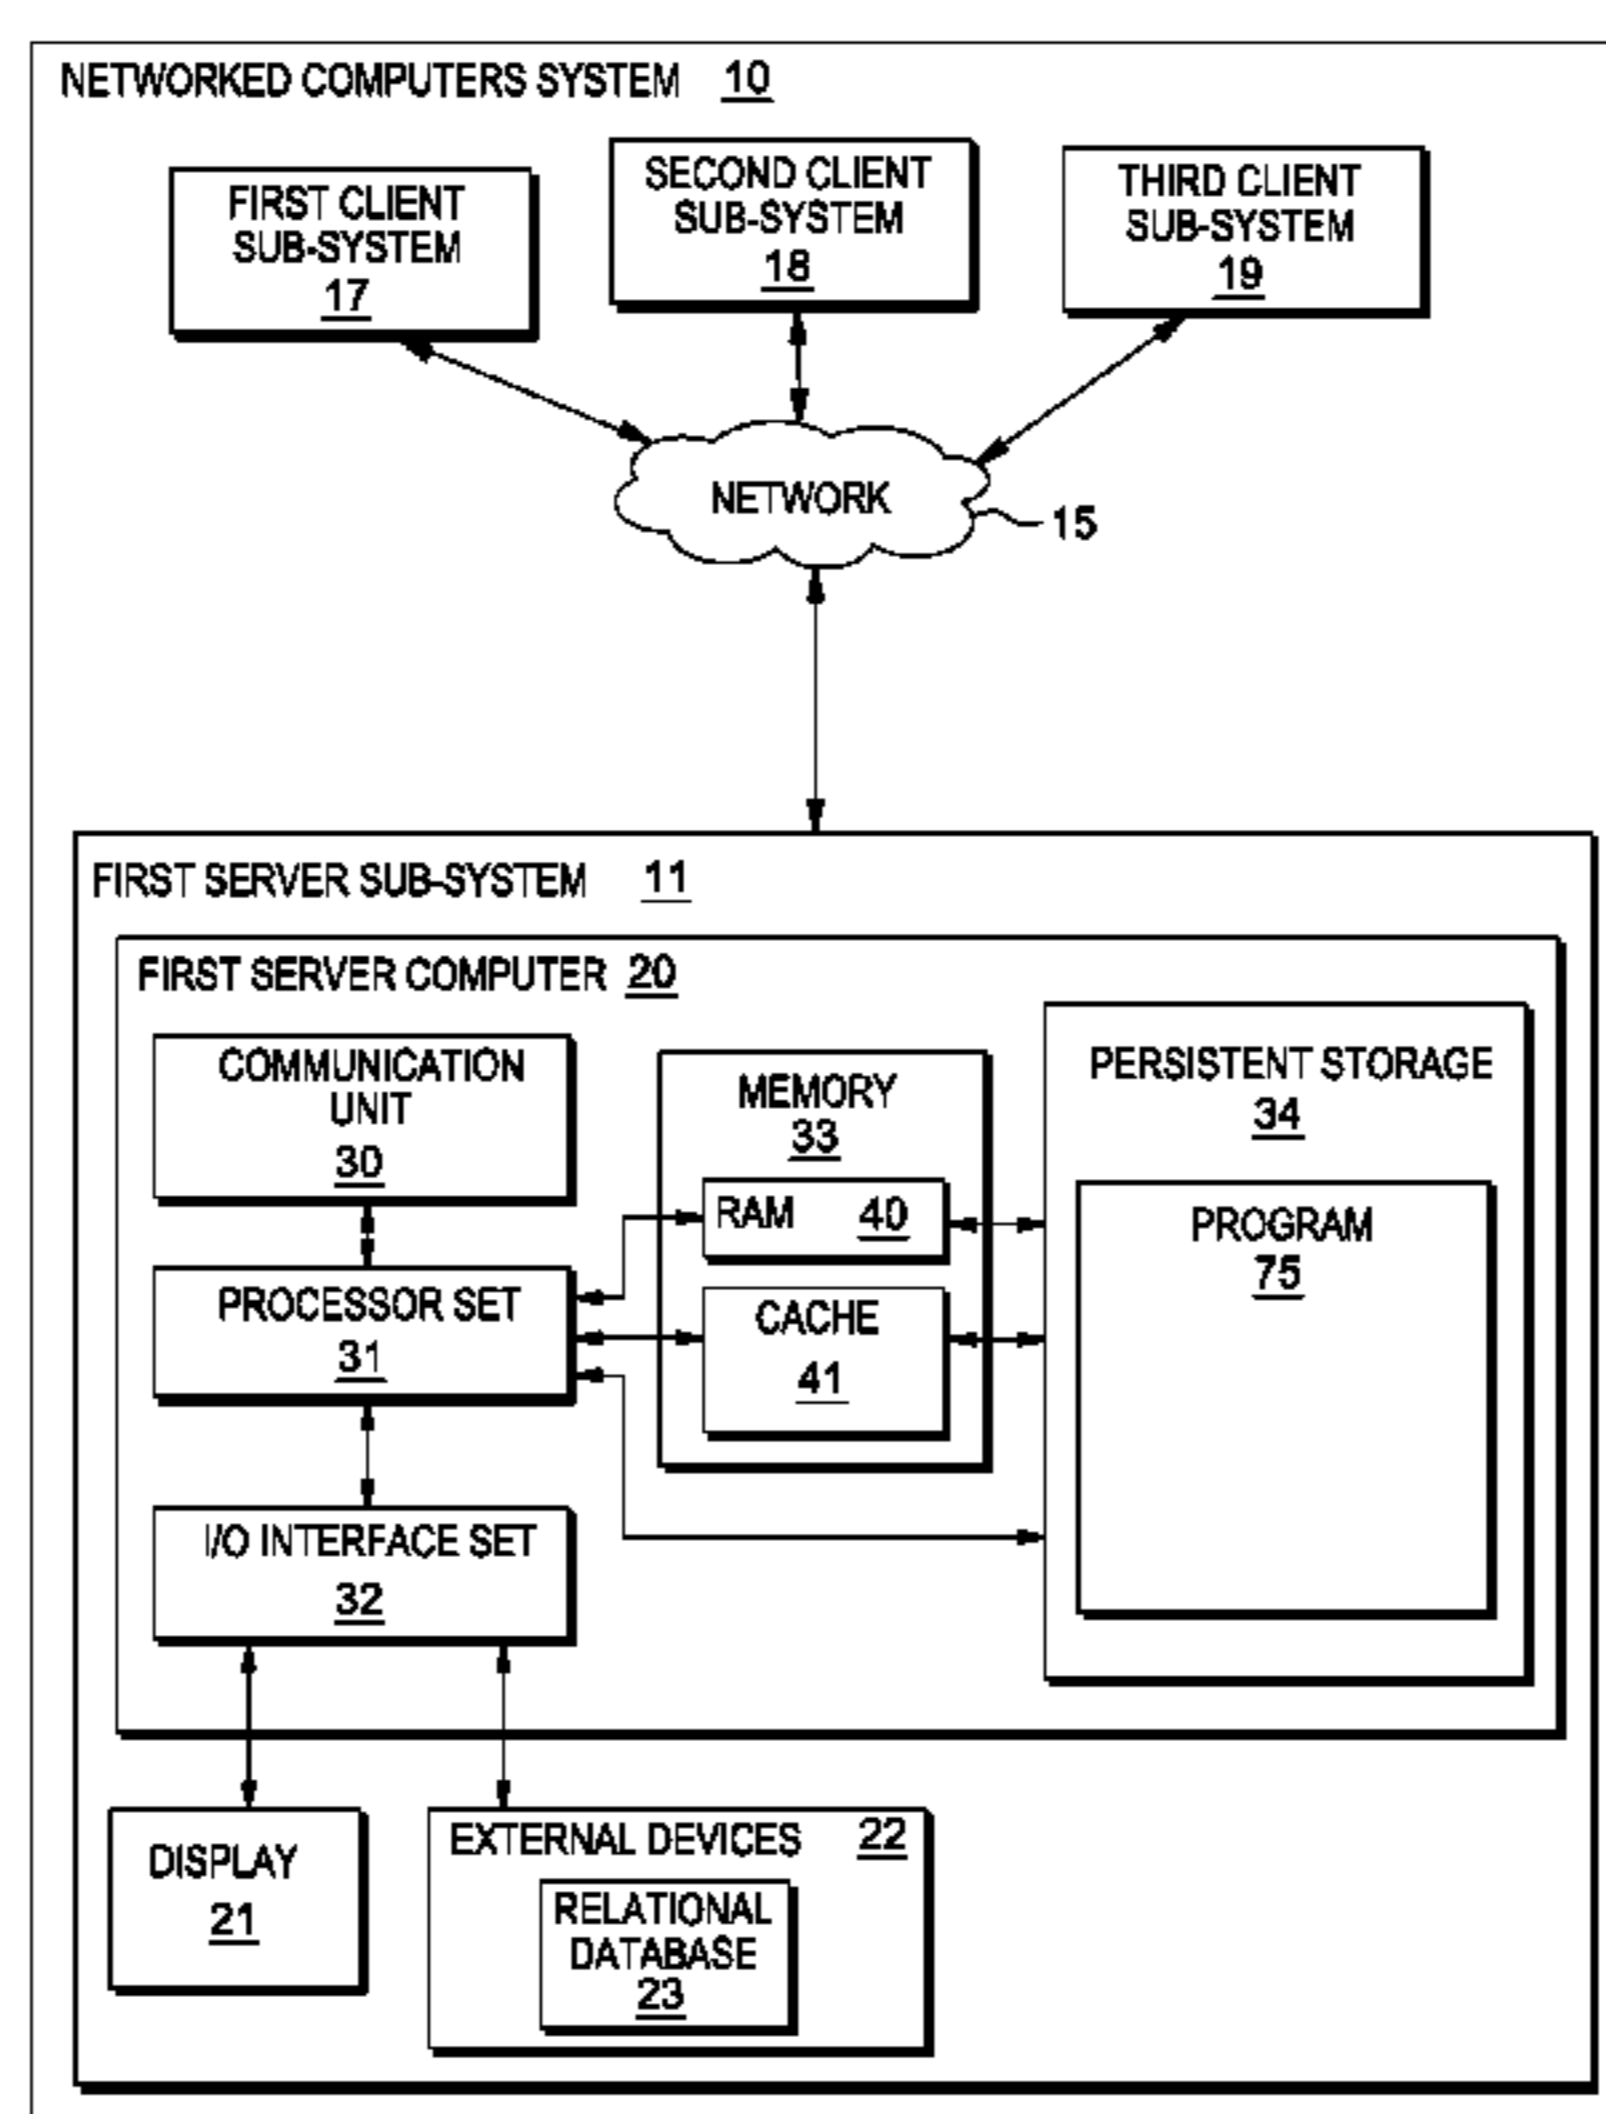 NETWORKED COMPUTERS SYSTEM 10
FIRST CLIENT
SUB-SYSTEM
17
SECOND CLIENT
SUB-SYSTEM
18
THIRD CLIENT
SUB-SYSTEM
19
NETWORK
15
FIRST SERVER SUB-SYSTEM 11
FIRST SERVER COMPUTER 20
COMMUNICATION
UNIT
30
PROCESSOR SET
31
I/O INTERFACE SET
32
MEMORY
33
RAM 40
CACHE
41
PERSISTENT STORAGE
34
PROGRAM
75
DISPLAY
21
EXTERNAL DEVICES 22
RELATIONAL
DATABASE
23